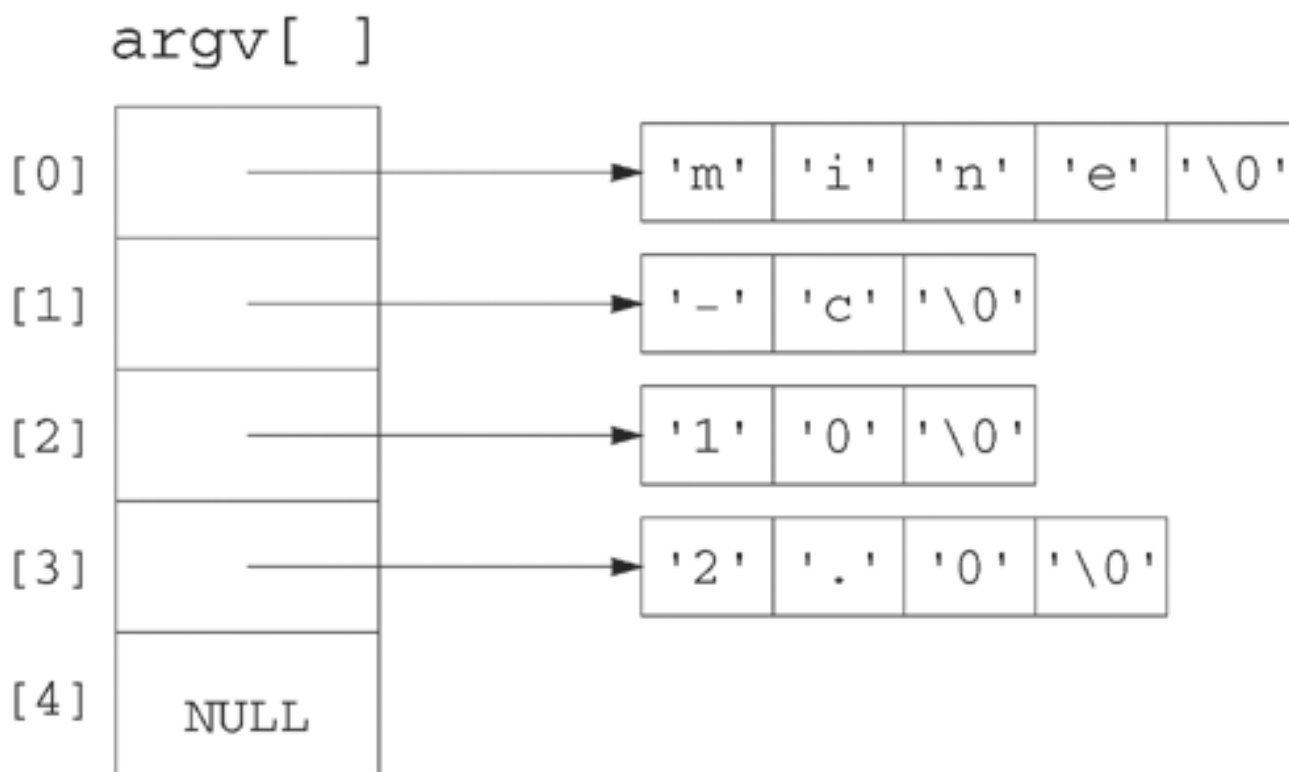 argv[ ]
[0] 'm' 'i' 'n' 'e' '\0'
[1] '-' 'c' '\0'
[2] '1' '0' '\0'
[3] '2' '.' '0' '\0'
[4] NULL